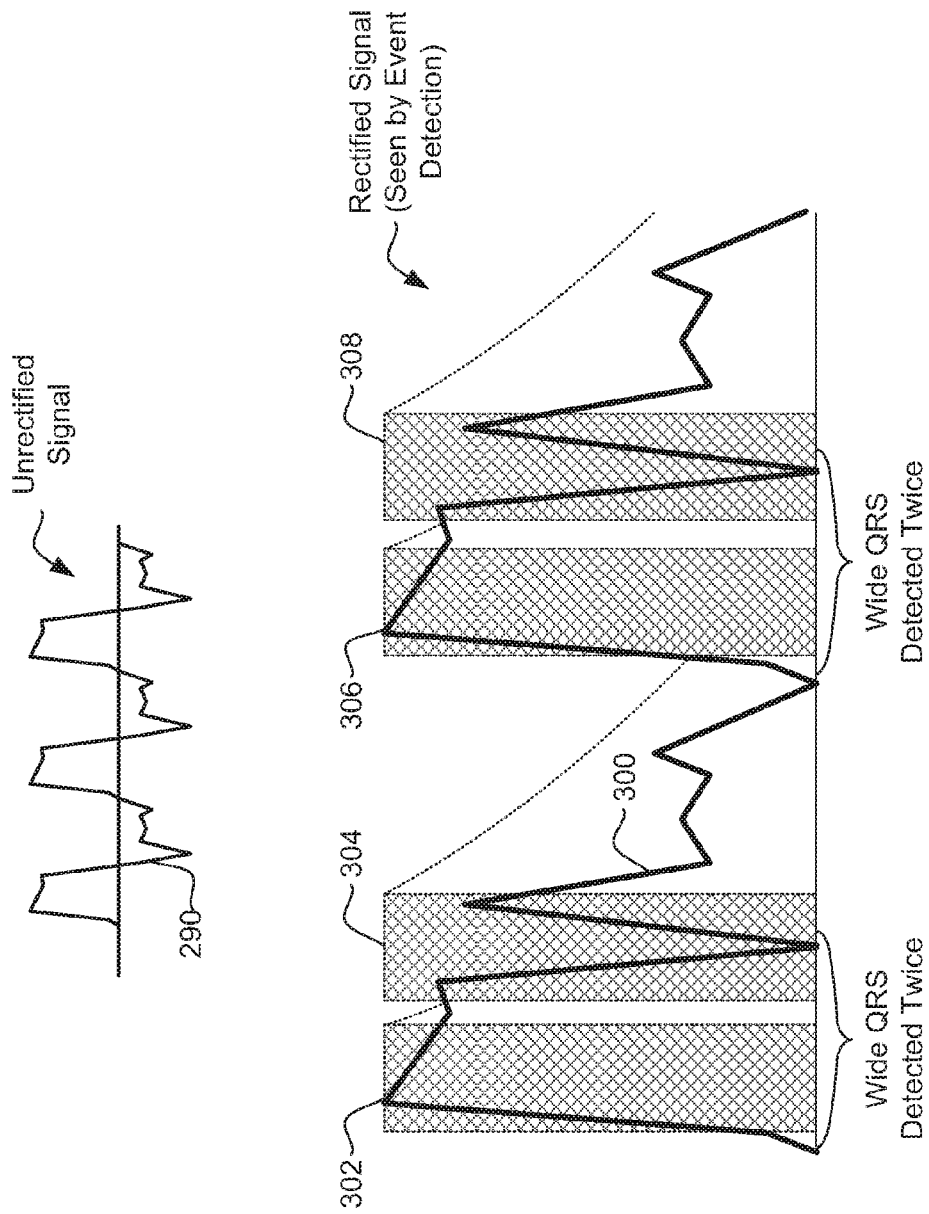 Unrectified
Signal
290
Rectified Signal
(Seen by Event
Detection)
302
304
300
306
308
Wide QRS
Detected Twice
Wide QRS
Detected Twice